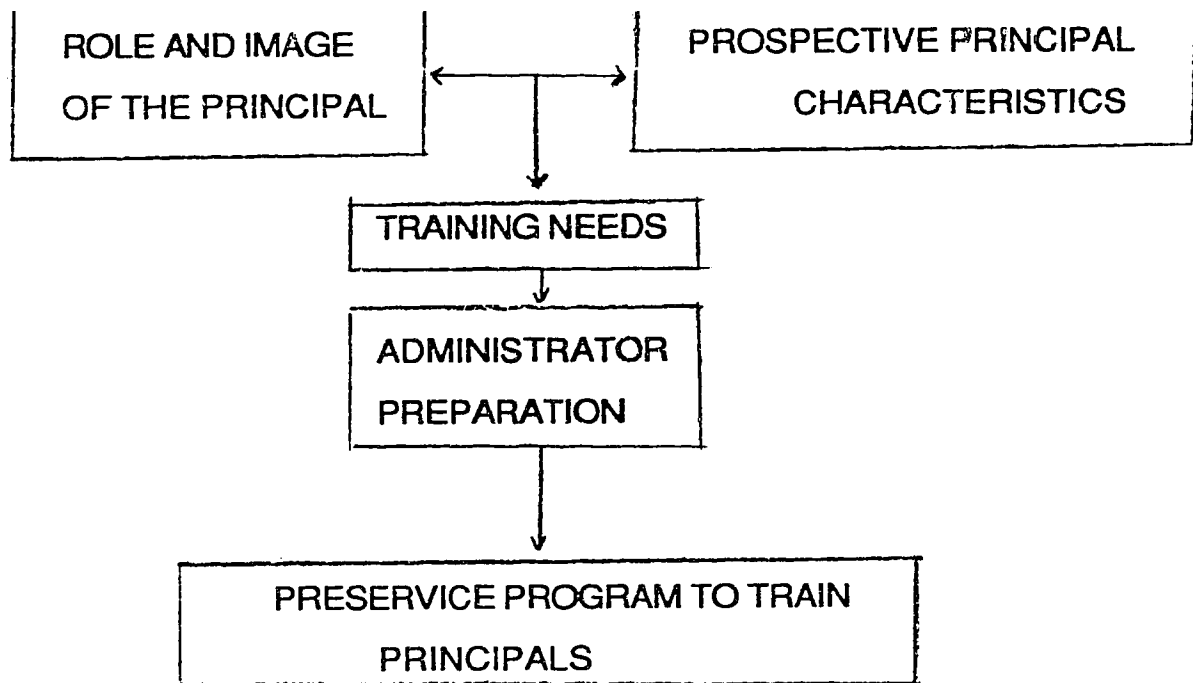 ROLE AND IMAGE
OF THE PRINCIPAL
PROSPECTIVE PRINCIPAL
CHARACTERISTICS
TRAINING NEEDS
ADMINISTRATOR
PREPARATION
PRESERVICE PROGRAM TO TRAIN
PRINCIPALS